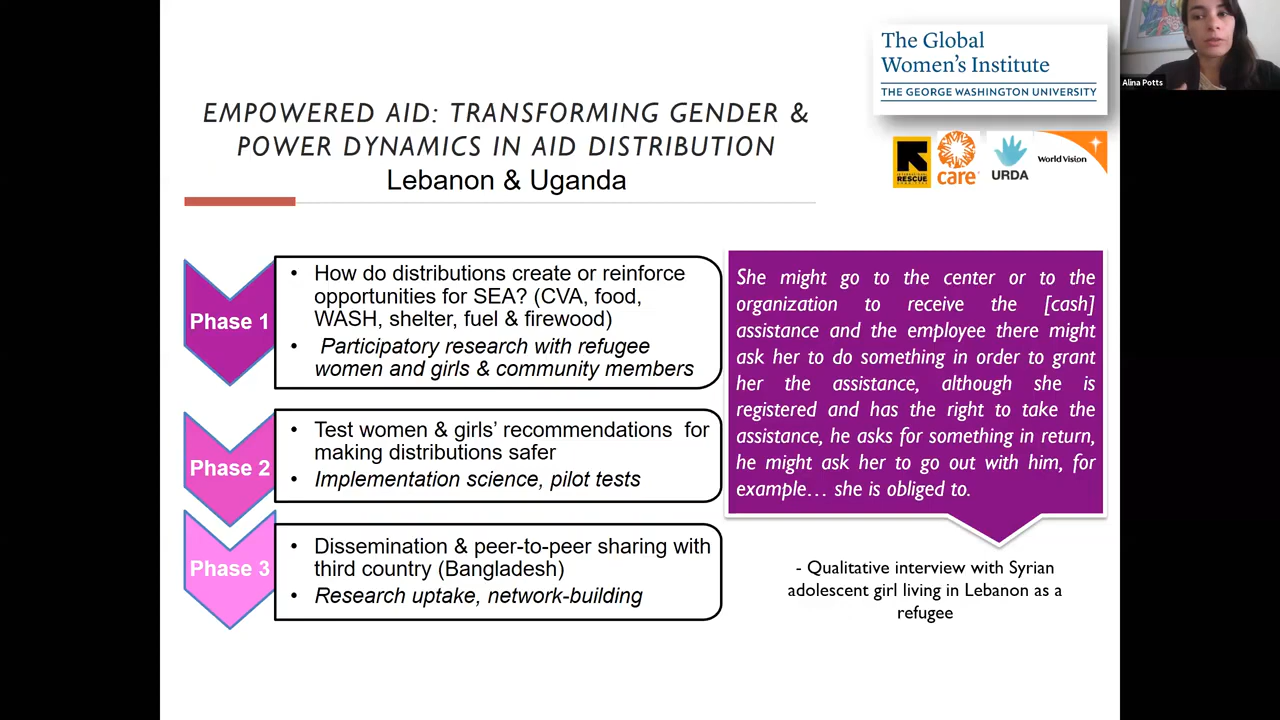 The Global
Women's Institute
THE GEORGE WASHINGTON UNIVERSITY
Alina Potts
EMPOWERED AID: TRANSFORMING GENDER &
POWER DYNAMICS IN AID DISTRIBUTION
Lebanon & Uganda
RESCUE
care
URDA
World Vision
Phase 1
• How do distributions create or reinforce
opportunities for SEA? (CVA, food,
WASH, shelter, fuel & firewood)
• Participatory research with refugee
women and girls & community members
Phase 2
• Test women & girls' recommendations for
making distributions safer
• Implementation science, pilot tests
Phase 3
• Dissemination & peer-to-peer sharing with
third country (Bangladesh)
• Research uptake, network-building
She might go to the center or to the
organization to receive the [cash]
assistance and the employee there might
ask her to do something in order to grant
her the assistance, although she is
registered and has the right to take the
assistance, he asks for something in return,
he might ask her to go out with him, for
example… she is obliged to.
- Qualitative interview with Syrian
adolescent girl living in Lebanon as a
refugee